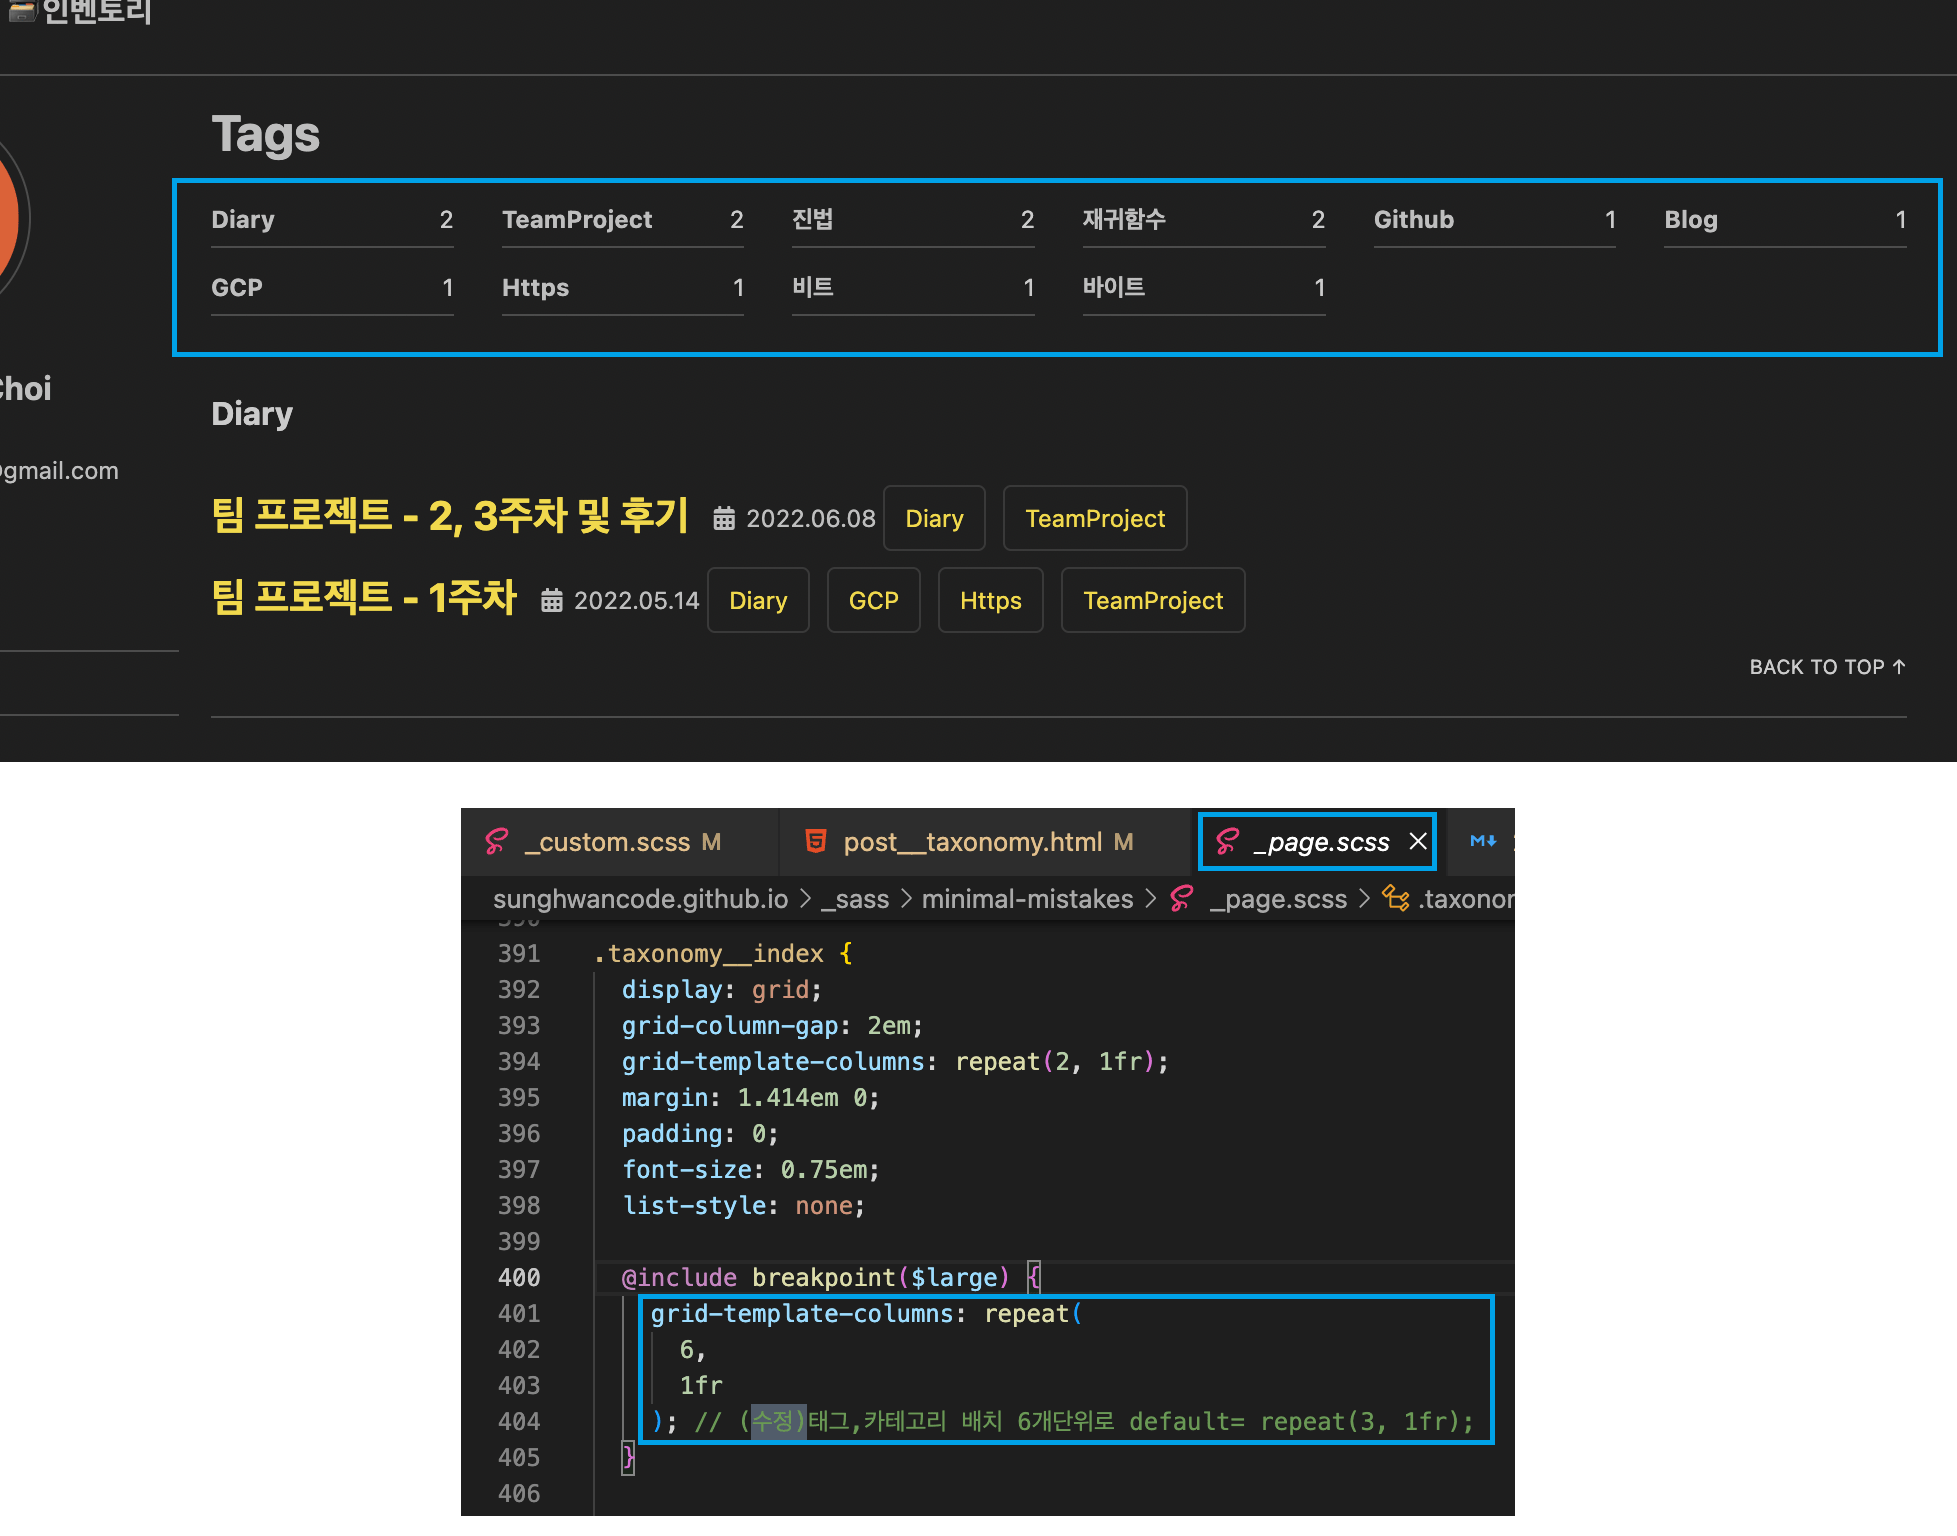 인벤토리
Tags
Diary 2 TeamProject 2 진법 2 재귀함수 2 Github 1 Blog 1
GCP 1 Https 1 비트 1 바이트 1
Choi
Diary
@gmail.com
팀 프로젝트 - 2, 3주차 및 후기 2022.06.08 Diary TeamProject
팀 프로젝트 - 1주차 2022.05.14 Diary GCP Https TeamProject
BACK TO TOP ↑
_custom.scss M post__taxonomy.html M _page.scss ×
sunghwancode.github.io > _sass > minimal-mistakes > _page.scss > .taxonor
390
391 .taxonomy__index {
392 display: grid;
393 grid-column-gap: 2em;
394 grid-template-columns: repeat(2, 1fr);
395 margin: 1.414em 0;
396 padding: 0;
397 font-size: 0.75em;
398 list-style: none;
399
400 @include breakpoint($large) {
401 grid-template-columns: repeat(
402 6,
403 1fr
404 ); // (수정)태그,카테고리 배치 6개단위로 default= repeat(3, 1fr);
405 }
406